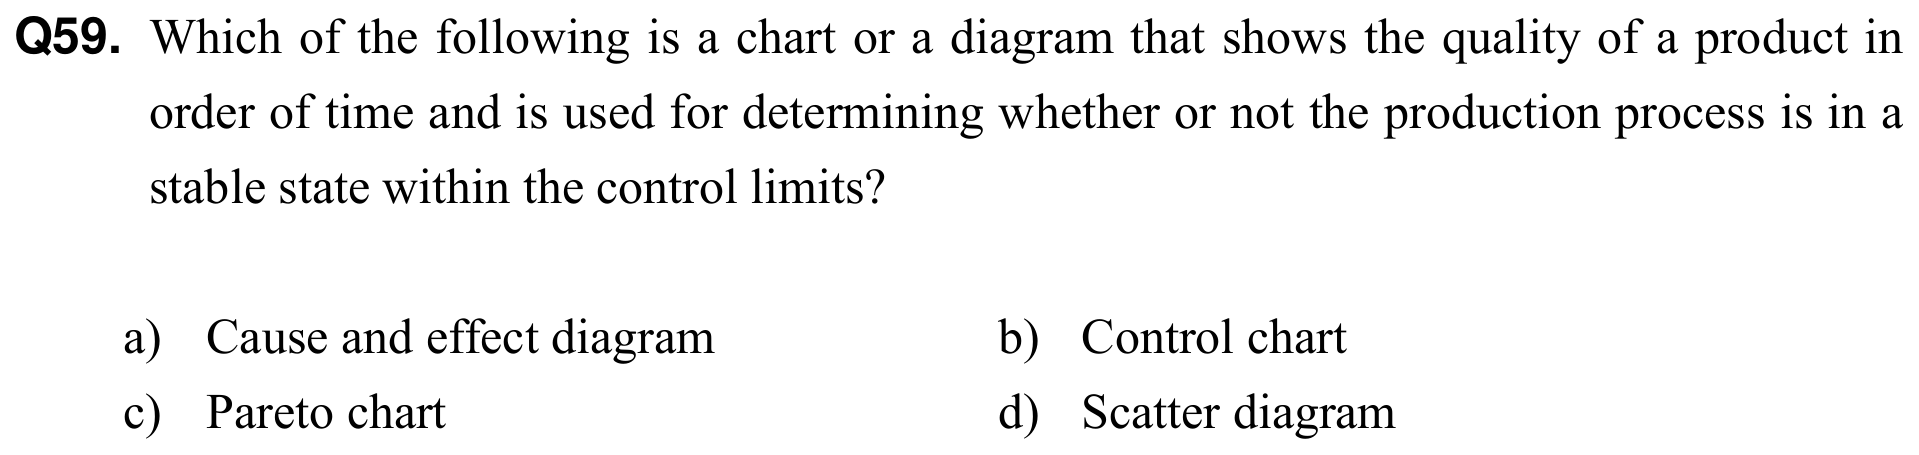 Q59. Which of the following is a chart or a diagram that shows the quality of a product in
order of time and is used for determining whether or not the production process is in a
stable state within the control limits?
a) Cause and effect diagram b) Control chart
c) Pareto chart d) Scatter diagram